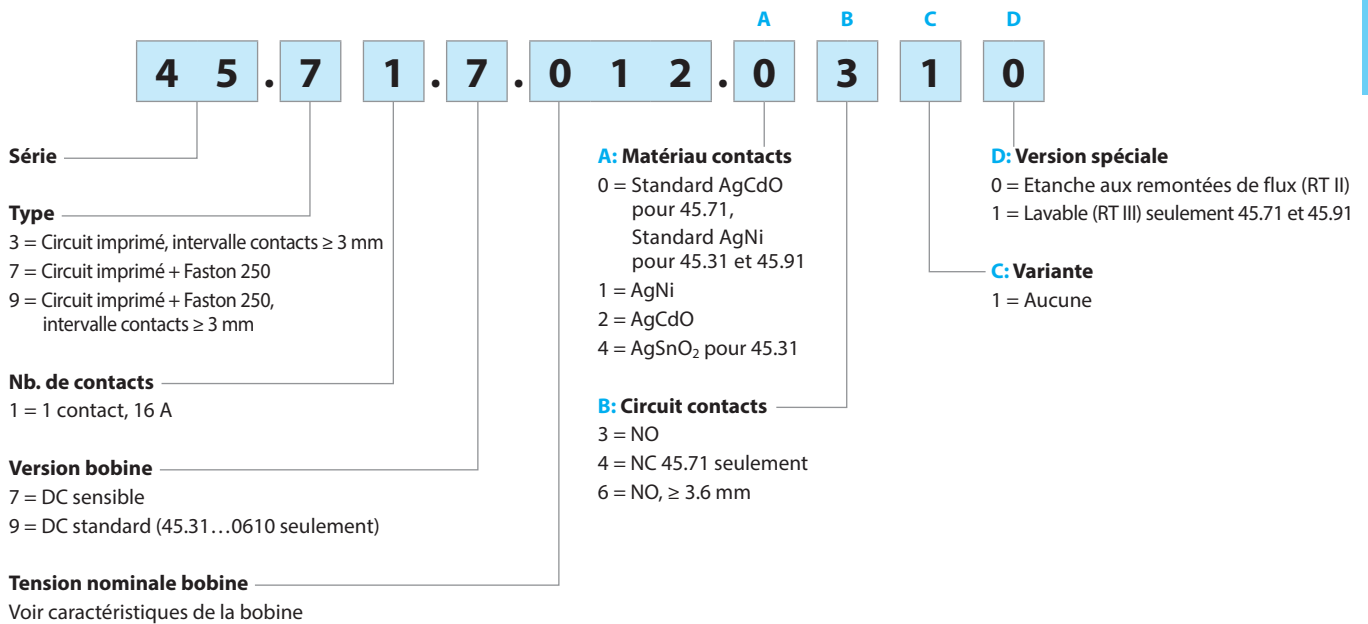 A B C D
4 5 . 7 1 . 7 . 0 1 2 . 0 3 1 0
Série
Type
3 = Circuit imprimé, intervalle contacts ≥ 3 mm
7 = Circuit imprimé + Faston 250
9 = Circuit imprimé + Faston 250,
intervalle contacts ≥ 3 mm
Nb. de contacts
1 = 1 contact, 16 A
Version bobine
7 = DC sensible
9 = DC standard (45.31…0610 seulement)
Tension nominale bobine
Voir caractéristiques de la bobine
A: Matériau contacts
0 = Standard AgCdO
pour 45.71,
Standard AgNi
pour 45.31 et 45.91
1 = AgNi
2 = AgCdO
4 = AgSnO₂ pour 45.31
B: Circuit contacts
3 = NO
4 = NC 45.71 seulement
6 = NO, ≥ 3.6 mm
D: Version spéciale
0 = Etanche aux remontées de flux (RT II)
1 = Lavable (RT III) seulement 45.71 et 45.91
C: Variante
1 = Aucune